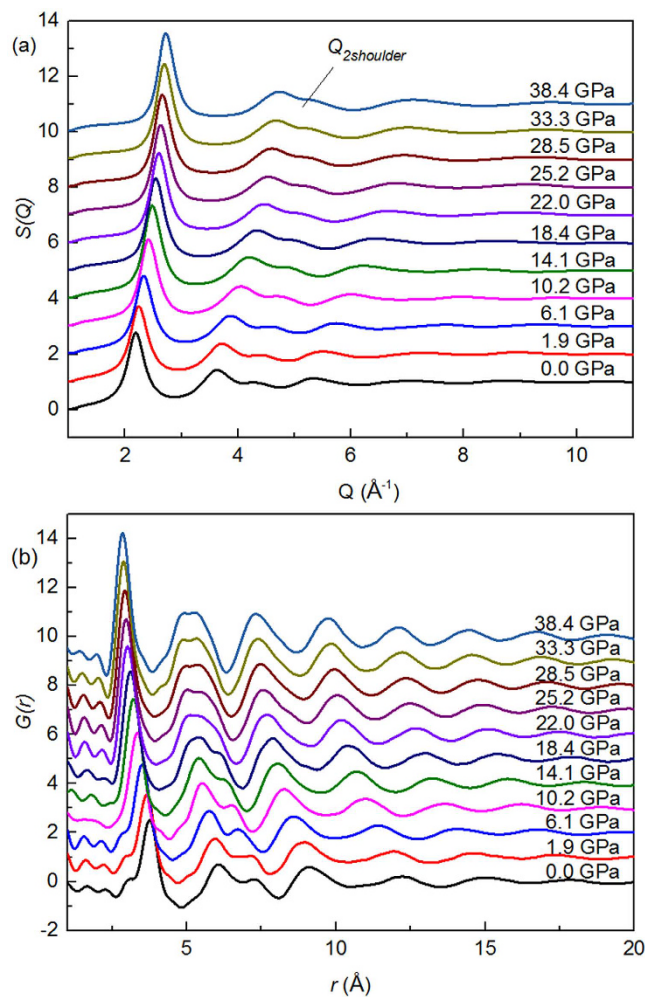 (a)
Q2shoulder
S(Q)
14
12
10
8
6
4
2
0
38.4 GPa
33.3 GPa
28.5 GPa
25.2 GPa
22.0 GPa
18.4 GPa
14.1 GPa
10.2 GPa
6.1 GPa
1.9 GPa
0.0 GPa
2 4 6 8 10
Q (Å-1)
(b)
G(r)
14
12
10
8
6
4
2
0
-2
38.4 GPa
33.3 GPa
28.5 GPa
25.2 GPa
22.0 GPa
18.4 GPa
14.1 GPa
10.2 GPa
6.1 GPa
1.9 GPa
0.0 GPa
5 10 15 20
r (Å)